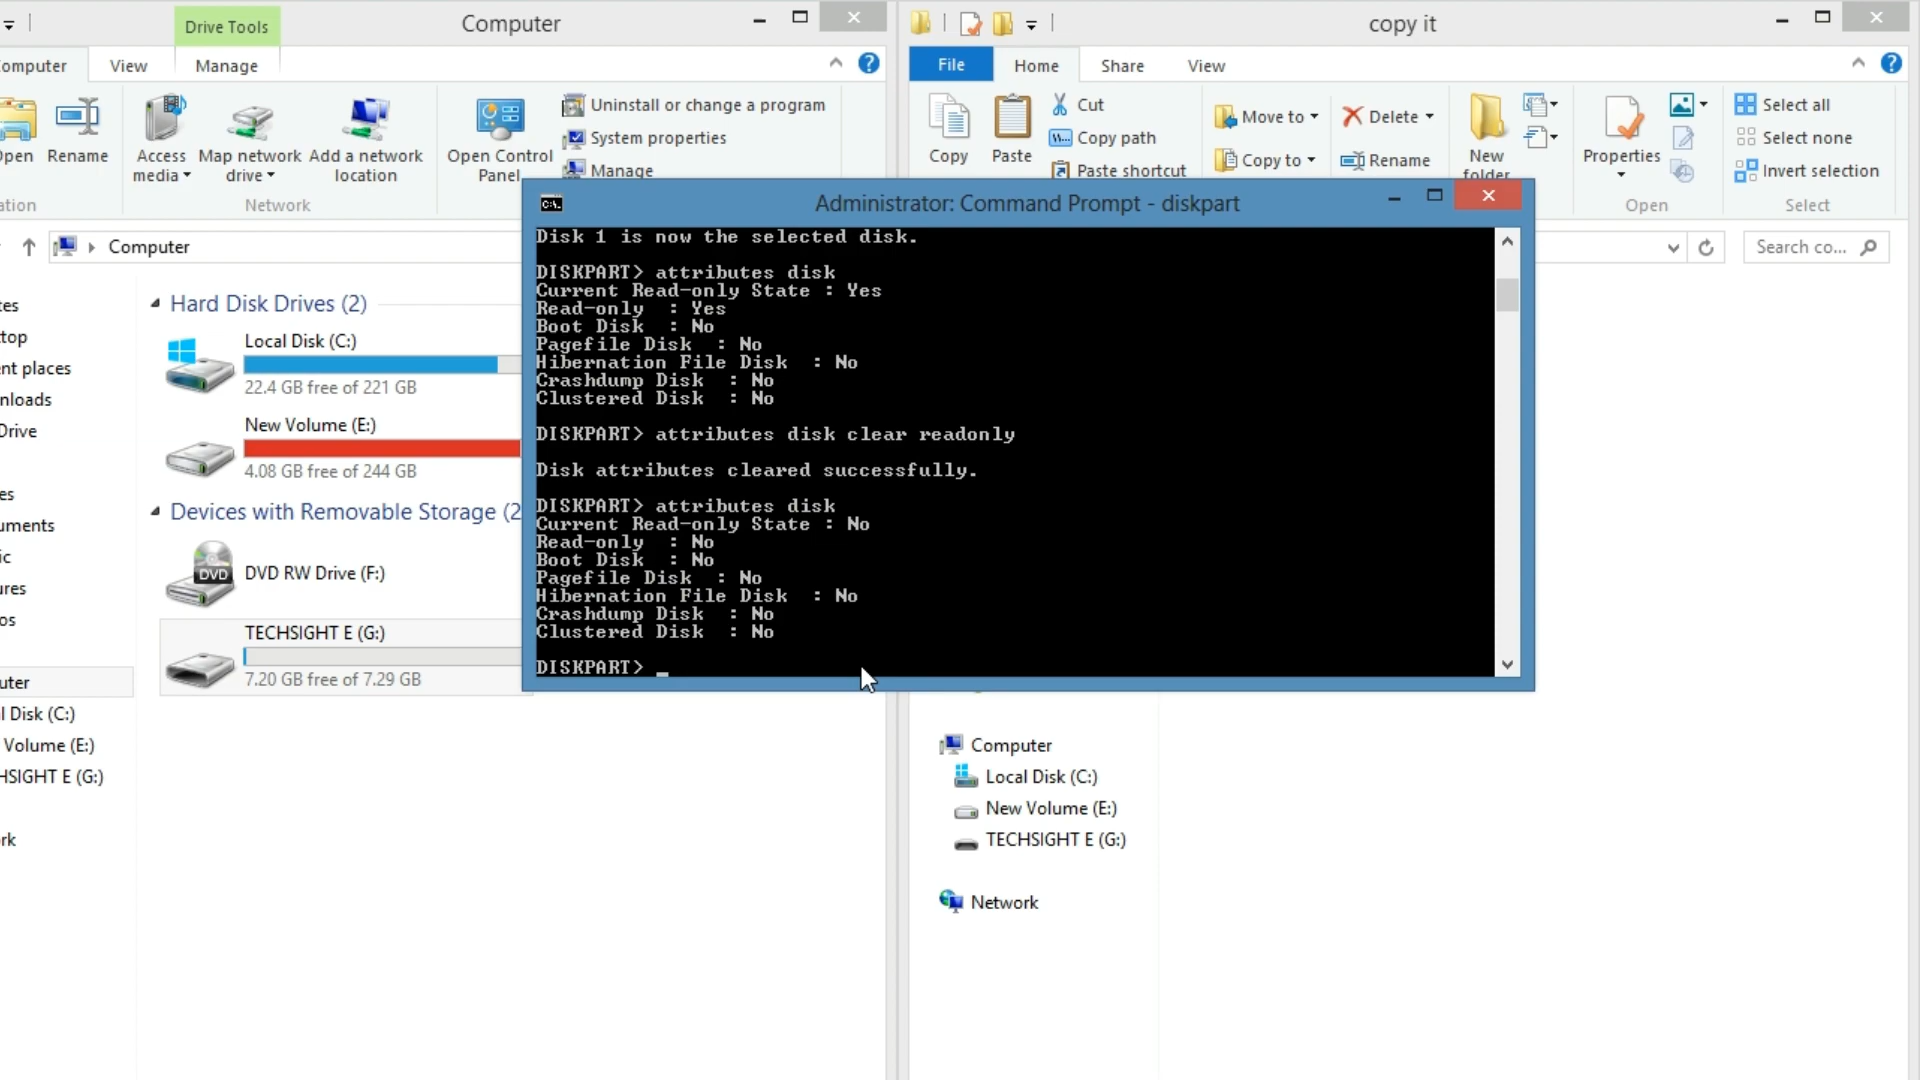 Drive Tools
Computer
omputer
View
Manage
pen
Rename
Access media
Map network drive
Add a network location
Open Control Panel
Uninstall or change a program
System properties
Manage
ation
Network
Computer
tes
top
ent places
nloads
Drive
es
uments
ic
ures
os
uter
l Disk (C:)
Volume (E:)
HSIGHT E (G:)
rk
Hard Disk Drives (2)
Local Disk (C:)
22.4 GB free of 221 GB
New Volume (E:)
4.08 GB free of 244 GB
Devices with Removable Storage (2
DVD
DVD RW Drive (F:)
TECHSIGHT E (G:)
7.20 GB free of 7.29 GB
copy it
File
Home
Share
View
Copy
Paste
Cut
Copy path
Paste shortcut
Move to
Copy to
Delete
Rename
New folder
Properties
Open
Select all
Select none
Invert selection
Select
Search co...
Administrator: Command Prompt - diskpart
Disk 1 is now the selected disk.
DISKPART> attributes disk
Current Read-only State : Yes
Read-only  : Yes
Boot Disk  : No
Pagefile Disk  : No
Hibernation File Disk  : No
Crashdump Disk  : No
Clustered Disk  : No
DISKPART> attributes disk clear readonly
Disk attributes cleared successfully.
DISKPART> attributes disk
Current Read-only State : No
Read-only  : No
Boot Disk  : No
Pagefile Disk  : No
Hibernation File Disk  : No
Crashdump Disk  : No
Clustered Disk  : No
DISKPART>
Computer
Local Disk (C:)
New Volume (E:)
TECHSIGHT E (G:)
Network